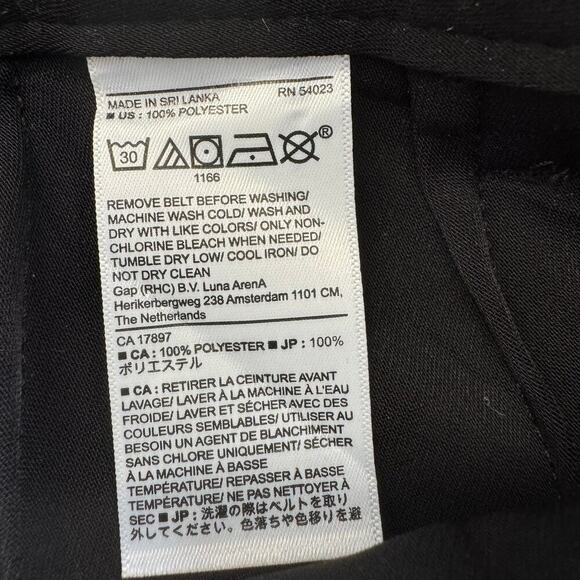 MADE IN SRI LANKA RN 54023
■ US : 100% POLYESTER
30 ®
1166
REMOVE BELT BEFORE WASHING/
MACHINE WASH COLD/ WASH AND
DRY WITH LIKE COLORS/ ONLY NON-
CHLORINE BLEACH WHEN NEEDED/
TUMBLE DRY LOW/ COOL IRON/ DO
NOT DRY CLEAN
Gap (RHC) B.V. Luna ArenA
Herikerbergweg 238 Amsterdam 1101 CM,
The Netherlands
CA 17897
■ CA : 100% POLYESTER ■ JP : 100%
ポリエステル
■ CA : RETIRER LA CEINTURE AVANT
LAVAGE/ LAVER À LA MACHINE À L'EAU
FROIDE/ LAVER ET SÉCHER AVEC DES
COULEURS SEMBLABLES/ UTILISER AU
BESOIN UN AGENT DE BLANCHIMENT
SANS CHLORE UNIQUEMENT/ SÉCHER
À LA MACHINE À BASSE
TEMPÉRATURE/ REPASSER À BASSE
TEMPÉRATURE/ NE PAS NETTOYER À
SEC ■ JP : 洗濯の際はベルトを取り
外してください。色落ちや色移りを避